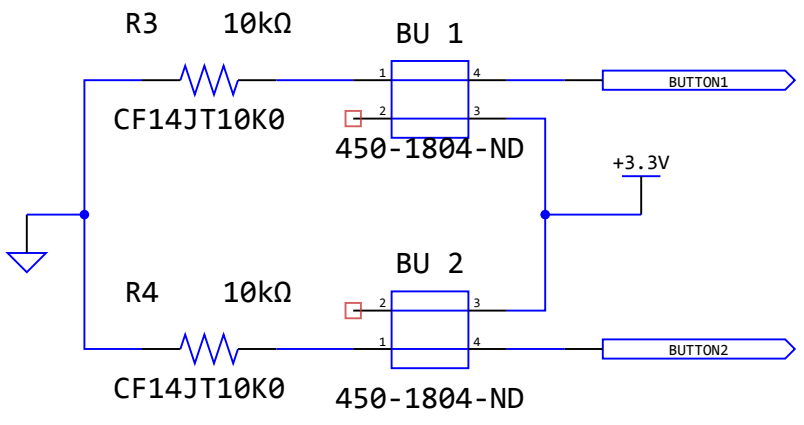 R3 10kΩ BU 1
1 4 BUTTON1
CF14JT10K0 2 3
450-1804-ND
+3.3V
BU 2
R4 10kΩ 2 3
1 4 BUTTON2
CF14JT10K0 450-1804-ND